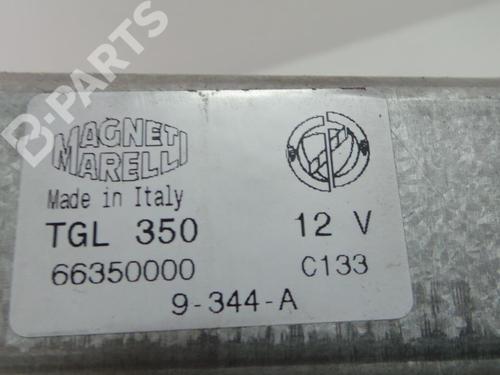 B-PARTS
MAGNETI
MARELLI
Made in Italy
TGL 350 12 V
66350000 C133
9-344-A